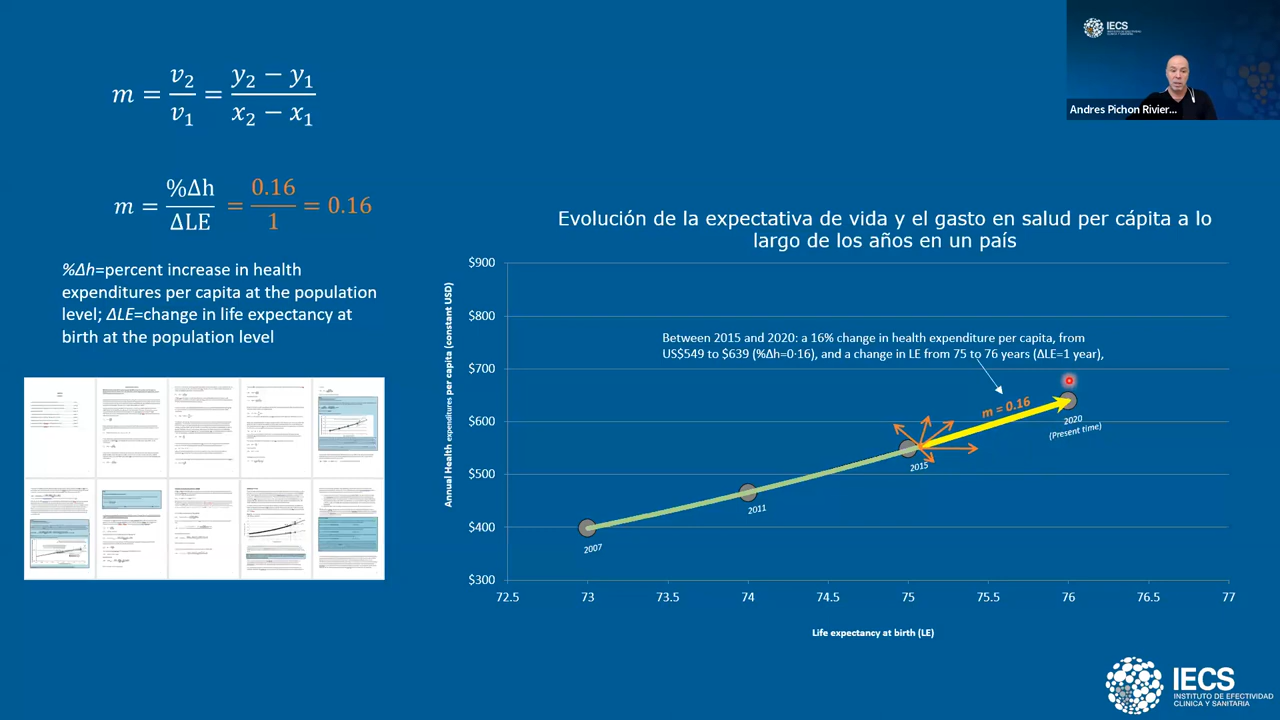 IECS
INSTITUTO DE EFECTIVIDAD
CLINICA Y SANITARIA
Andres Pichon Rivier...
m = v₂/v₁ = (y₂ − y₁)/(x₂ − x₁)
m = %Δh/ΔLE = 0.16/1 = 0.16
%Δh=percent increase in health
expenditures per capita at the population
level; ΔLE=change in life expectancy at
birth at the population level
Evolución de la expectativa de vida y el gasto en salud per cápita a lo
largo de los años en un país
Annual Health expenditures per capita (constant USD)
$900
$800
$700
$600
$500
$400
$300
Between 2015 and 2020: a 16% change in health expenditure per capita, from
US$549 to $639 (%Δh=0·16), and a change in LE from 75 to 76 years (ΔLE=1 year),
m = 0.16
2020
(Present time)
2015
2011
2007
72.5
73
73.5
74
74.5
75
75.5
76
76.5
77
Life expectancy at birth (LE)
IECS
INSTITUTO DE EFECTIVIDAD
CLINICA Y SANITARIA